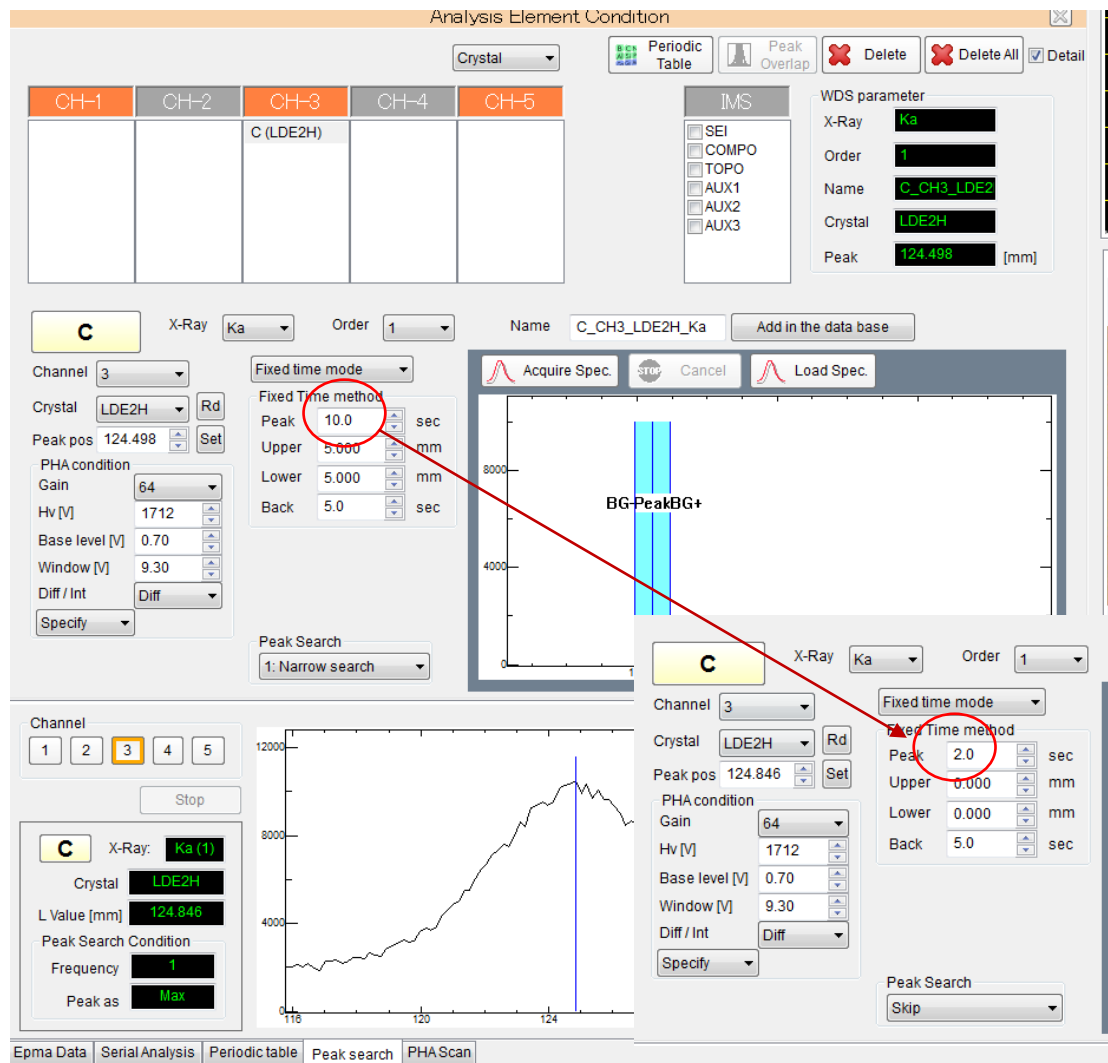 Analysis Element Condition
Crystal
Periodic Table
Peak Overlap
Delete
Delete All
Detail
CH-1 CH-2 CH-3 CH-4 CH-5 IMS
C (LDE2H)
SEI
COMPO
TOPO
AUX1
AUX2
AUX3
WDS parameter
X-Ray Ka
Order 1
Name C_CH3_LDE2
Crystal LDE2H
Peak 124.498 [mm]
C X-Ray Ka Order 1 Name C_CH3_LDE2H_Ka Add in the data base
Channel 3
Crystal LDE2H Rd
Peak pos 124.498 Set
PHA condition
Gain 64
Hv [V] 1712
Base level [V] 0.70
Window [V] 9.30
Diff / Int Diff
Specify
Fixed time mode
Fixed Time method
Peak 10.0 sec
Upper 5.000 mm
Lower 5.000 mm
Back 5.0 sec
Peak Search
1: Narrow search
Acquire Spec. STOP Cancel Load Spec.
8000
BG-PeakBG+
4000
0
C X-Ray Ka Order 1
Channel 3
Crystal LDE2H Rd
Peak pos 124.846 Set
PHA condition
Gain 64
Hv [V] 1712
Base level [V] 0.70
Window [V] 9.30
Diff / Int Diff
Specify
Fixed time mode
Fixed Time method
Peak 2.0 sec
Upper 0.000 mm
Lower 0.000 mm
Back 5.0 sec
Peak Search
Skip
Channel
1 2 3 4 5
Stop
C X-Ray: Ka (1)
Crystal LDE2H
L Value [mm] 124.846
Peak Search Condition
Frequency 1
Peak as Max
12000
8000
4000
0
116 120 124
Epma Data Serial Analysis Periodic table Peak search PHA Scan